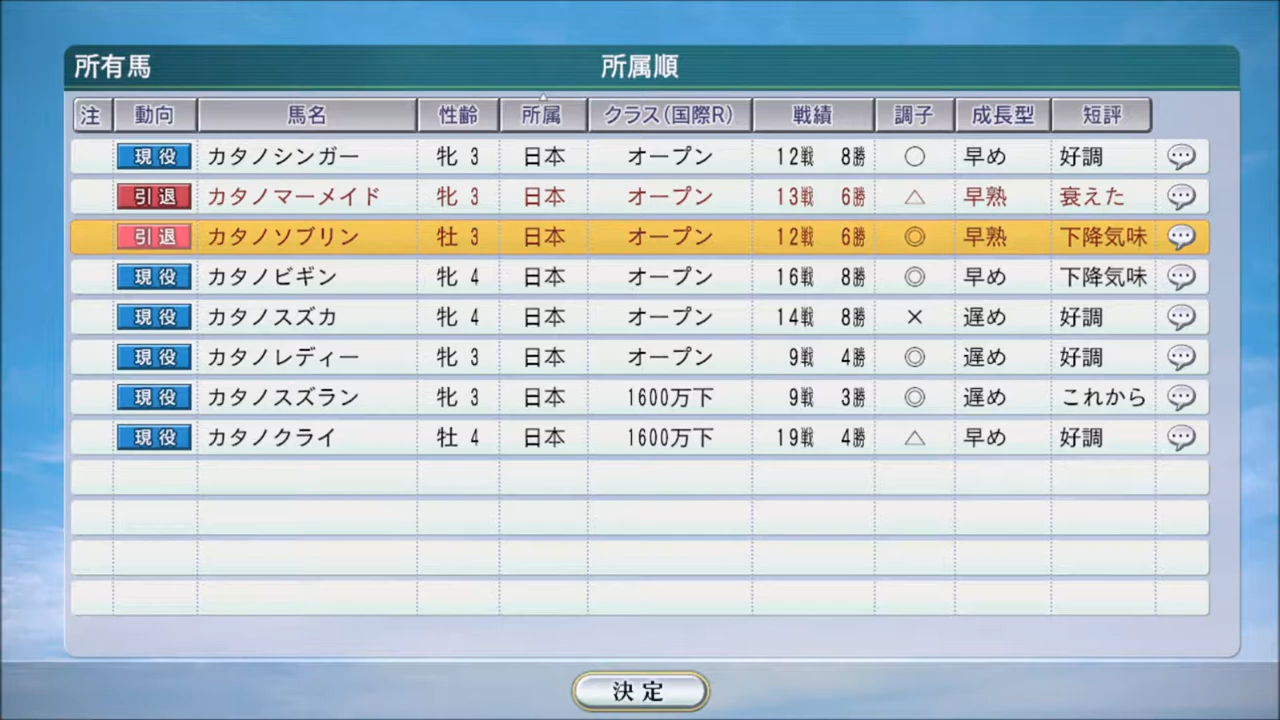 所有馬 所属順
注 動向 馬名 性齢 所属 クラス(国際R) 戦績 調子 成長型 短評
現役 カタノシンガー 牝 3 日本 オープン 12戦 8勝 ○ 早め 好調
引退 カタノマーメイド 牝 3 日本 オープン 13戦 6勝 △ 早熟 衰えた
引退 カタノソブリン 牡 3 日本 オープン 12戦 6勝 ◎ 早熟 下降気味
現役 カタノビギン 牝 4 日本 オープン 16戦 8勝 ◎ 早め 下降気味
現役 カタノスズカ 牝 4 日本 オープン 14戦 8勝 × 遅め 好調
現役 カタノレディー 牝 3 日本 オープン 9戦 4勝 ◎ 遅め 好調
現役 カタノスズラン 牝 3 日本 1600万下 9戦 3勝 ◎ 遅め これから
現役 カタノクライ 牡 4 日本 1600万下 19戦 4勝 △ 早め 好調
決定